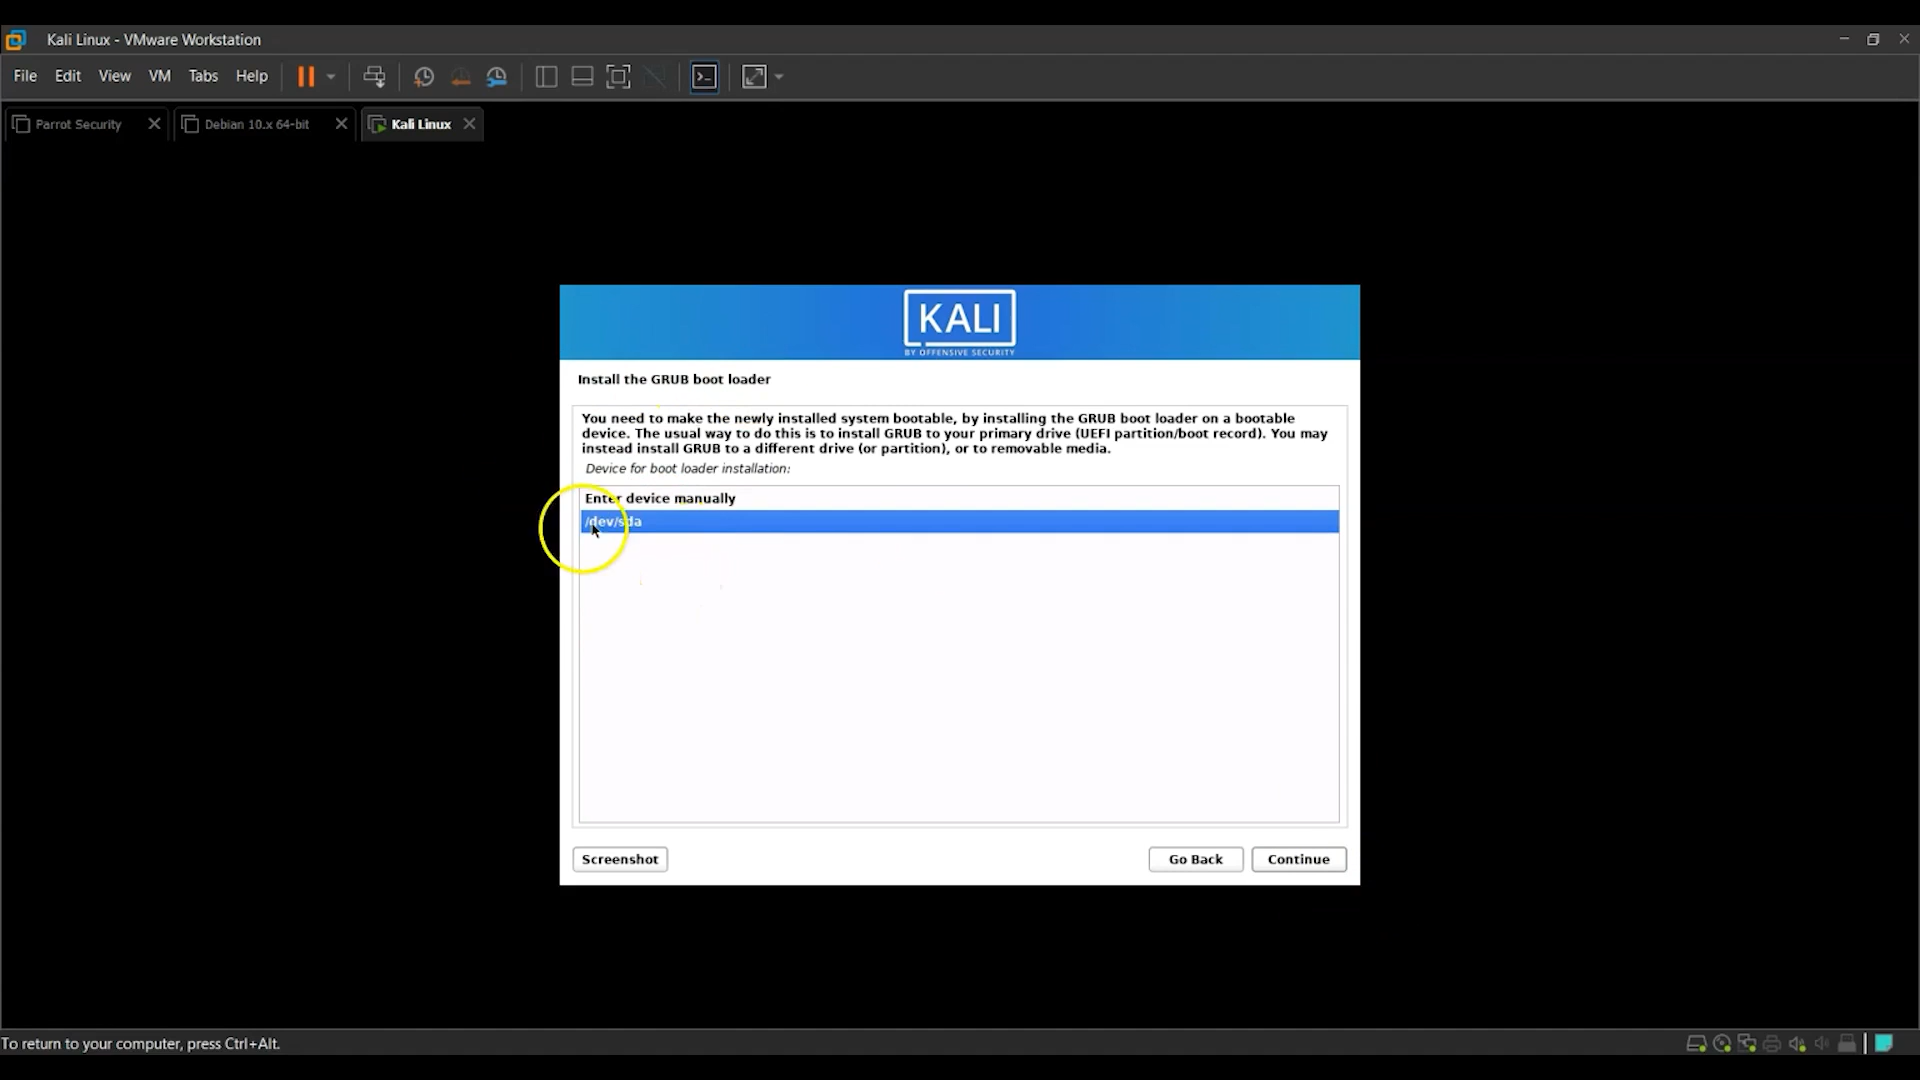 Kali Linux - VMware Workstation
File Edit View VM Tabs Help
Parrot Security
Debian 10.x 64-bit
Kali Linux
KALI
BY OFFENSIVE SECURITY
Install the GRUB boot loader
You need to make the newly installed system bootable, by installing the GRUB boot loader on a bootable
device. The usual way to do this is to install GRUB to your primary drive (UEFI partition/boot record). You may
instead install GRUB to a different drive (or partition), or to removable media.
Device for boot loader installation:
Enter device manually
/dev/sda
Screenshot
Go Back
Continue
To return to your computer, press Ctrl+Alt.